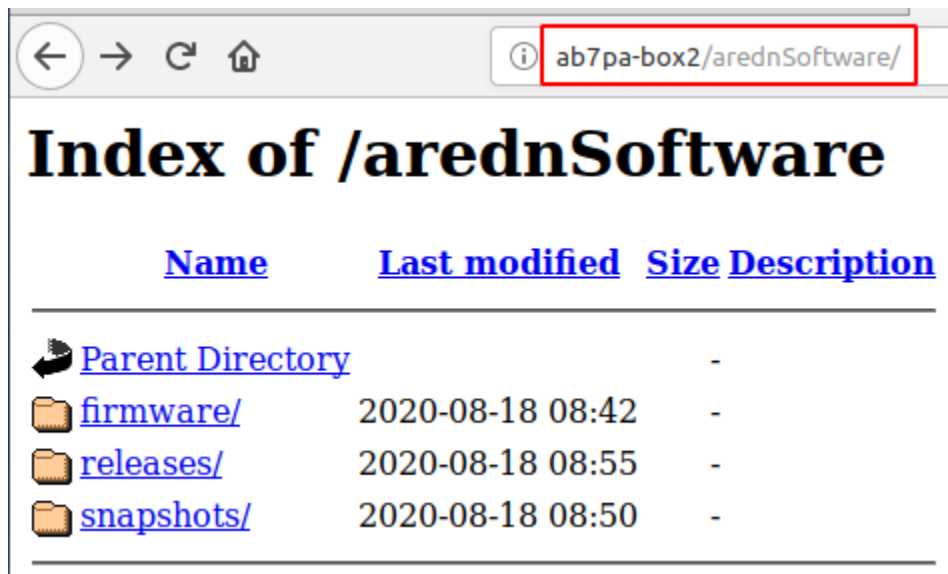 ab7pa-box2/arednSoftware/
Index of /arednSoftware
Name Last modified Size Description
Parent Directory -
firmware/ 2020-08-18 08:42 -
releases/ 2020-08-18 08:55 -
snapshots/ 2020-08-18 08:50 -